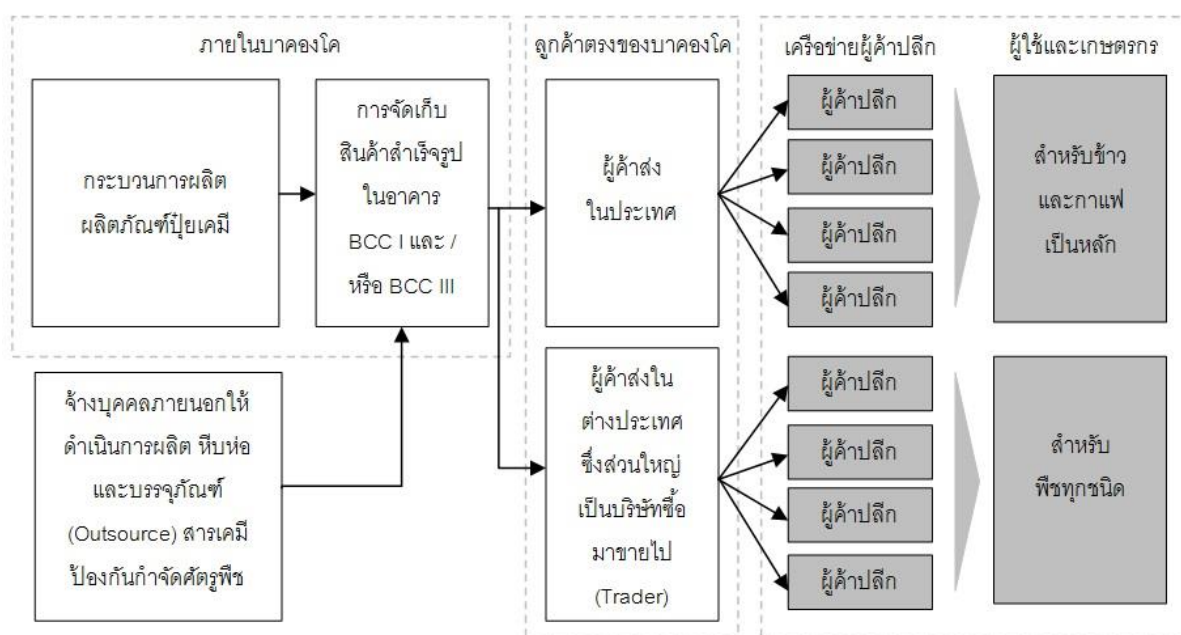 ภายในบาคองโค
กระบวนการผลิต
ผลิตภัณฑ์ปุ๋ยเคมี
การจัดเก็บ
สินค้าสำเร็จรูป
ในอาคาร
BCC I และ /
หรือ BCC III
จ้างบุคคลภายนอกให้
ดำเนินการผลิต หีบห่อ
และบรรจุภัณฑ์
(Outsource) สารเคมี
ป้องกันกำจัดศัตรูพืช
ลูกค้าตรงของบาคองโค
ผู้ค้าส่ง
ในประเทศ
ผู้ค้าส่งใน
ต่างประเทศ
ซึ่งส่วนใหญ่
เป็นบริษัทซื้อ
มาขายไป
(Trader)
เครือข่ายผู้ค้าปลีก
ผู้ค้าปลีก
ผู้ค้าปลีก
ผู้ค้าปลีก
ผู้ค้าปลีก
ผู้ค้าปลีก
ผู้ค้าปลีก
ผู้ค้าปลีก
ผู้ค้าปลีก
ผู้ใช้และเกษตรกร
สำหรับข้าว
และกาแฟ
เป็นหลัก
สำหรับ
พืชทุกชนิด